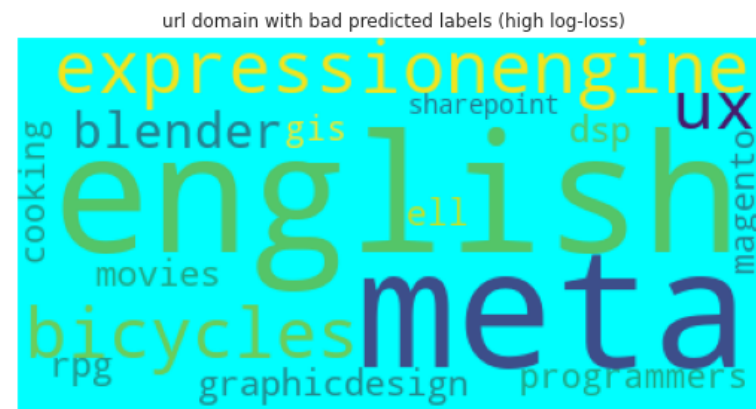 url domain with bad predicted labels (high log-loss)
expressionengine
sharepoint
ux
blender
gis
dsp
cooking
english
ell
magento
movies
meta
bicycles
rpg
graphicdesign
programmers